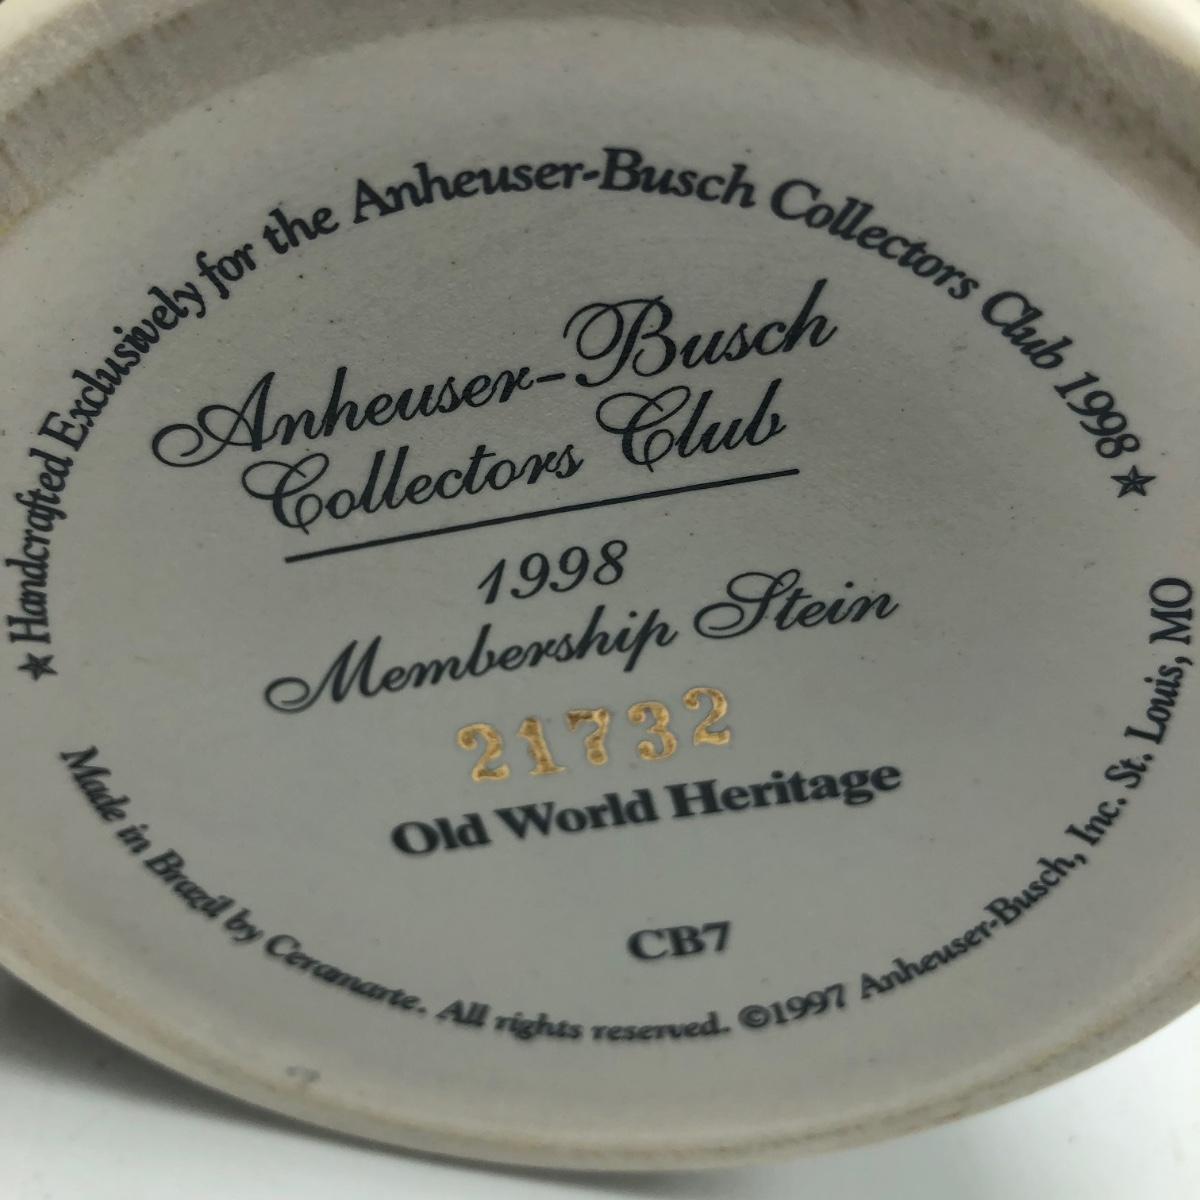 ★ Handcrafted Exclusively for the Anheuser-Busch Collectors Club 1998 ★
Anheuser-Busch
Collectors Club
1998
Membership Stein
21732
Old World Heritage
CB7
Made in Brazil by Ceramarte. All rights reserved. ©1997 Anheuser-Busch, Inc. St. Louis, MO